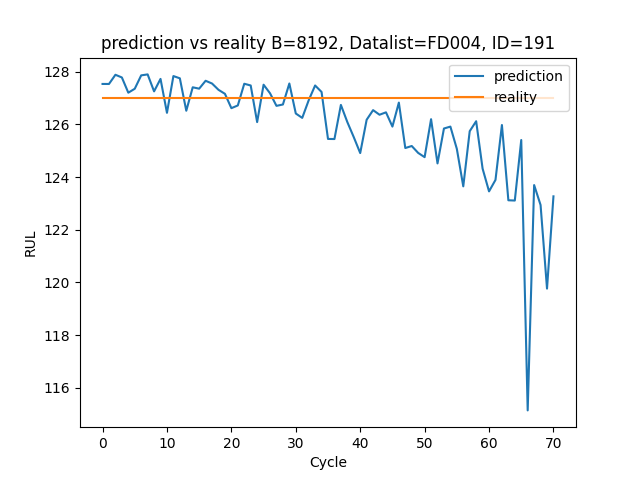 prediction vs reality B=8192, Datalist=FD004, ID=191
prediction
reality
RUL
128
126
124
122
120
118
116
0 10 20 30 40 50 60 70
Cycle